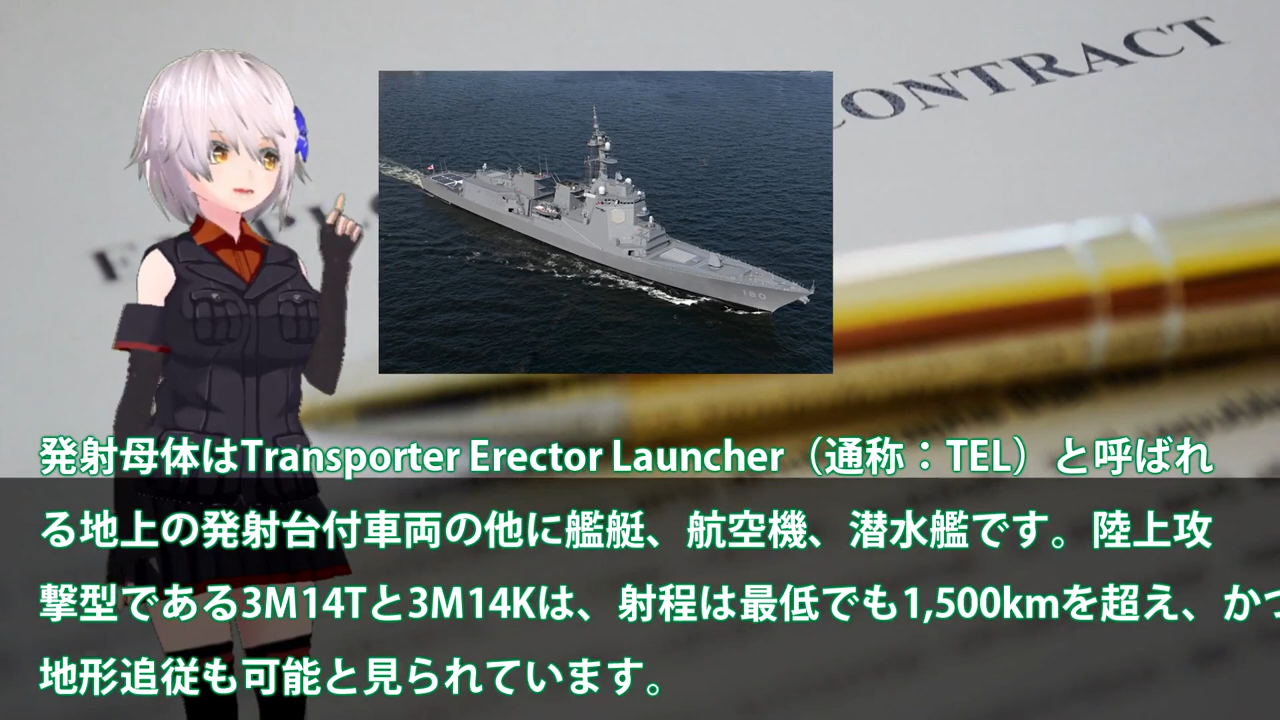 CONTRACT
180
発射母体はTransporter Erector Launcher（通称：TEL）と呼ばれ
る地上の発射台付車両の他に艦艇、航空機、潜水艦です。陸上攻
撃型である3M14Tと3M14Kは、射程は最低でも1,500kmを超え、かつ
地形追従も可能と見られています。